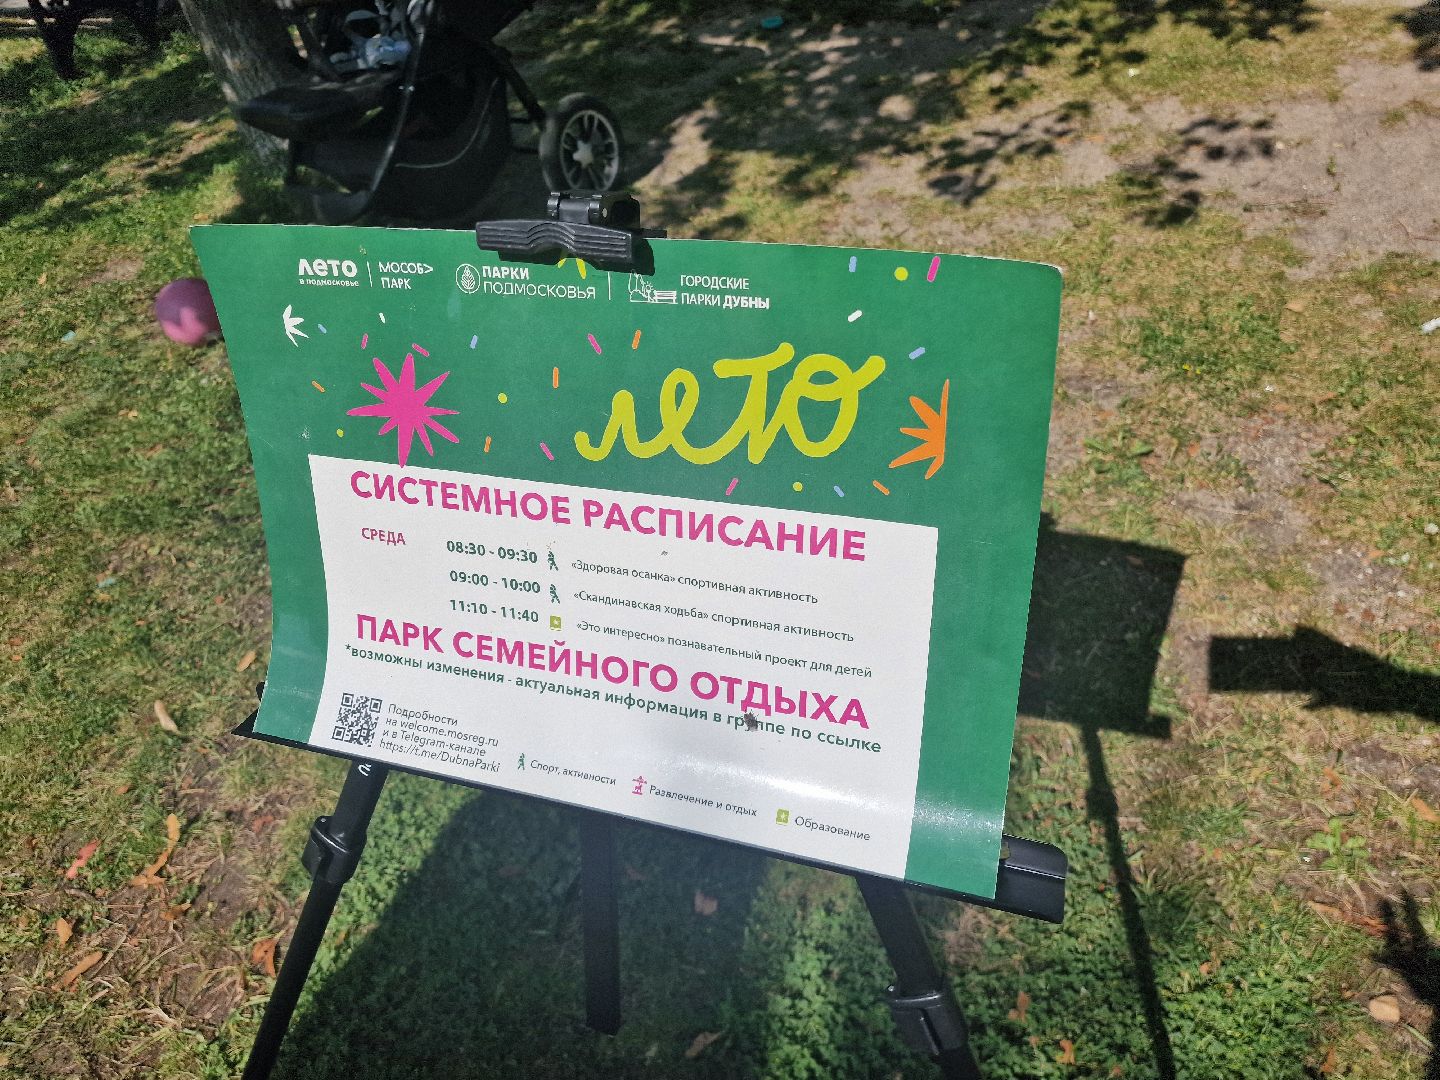 лето
в подмосковье
МОСОБЛ
ПАРК
ПАРКИ
ПОДМОСКОВЬЯ
ГОРОДСКИЕ
ПАРКИ ДУБНЫ
лето
СИСТЕМНОЕ РАСПИСАНИЕ
СРЕДА
08:30 - 09:30 «Здоровая осанка» спортивная активность
09:00 - 10:00 «Скандинавская ходьба» спортивная активность
11:10 - 11:40 «Это интересно» познавательный проект для детей
ПАРК СЕМЕЙНОГО ОТДЫХА
*возможны изменения - актуальная информация в группе по ссылке
Подробности
на welcome.mosreg.ru
и в Telegram-канале
https://t.me/DubnaParki
Спорт, активности
Развлечение и отдых
Образование